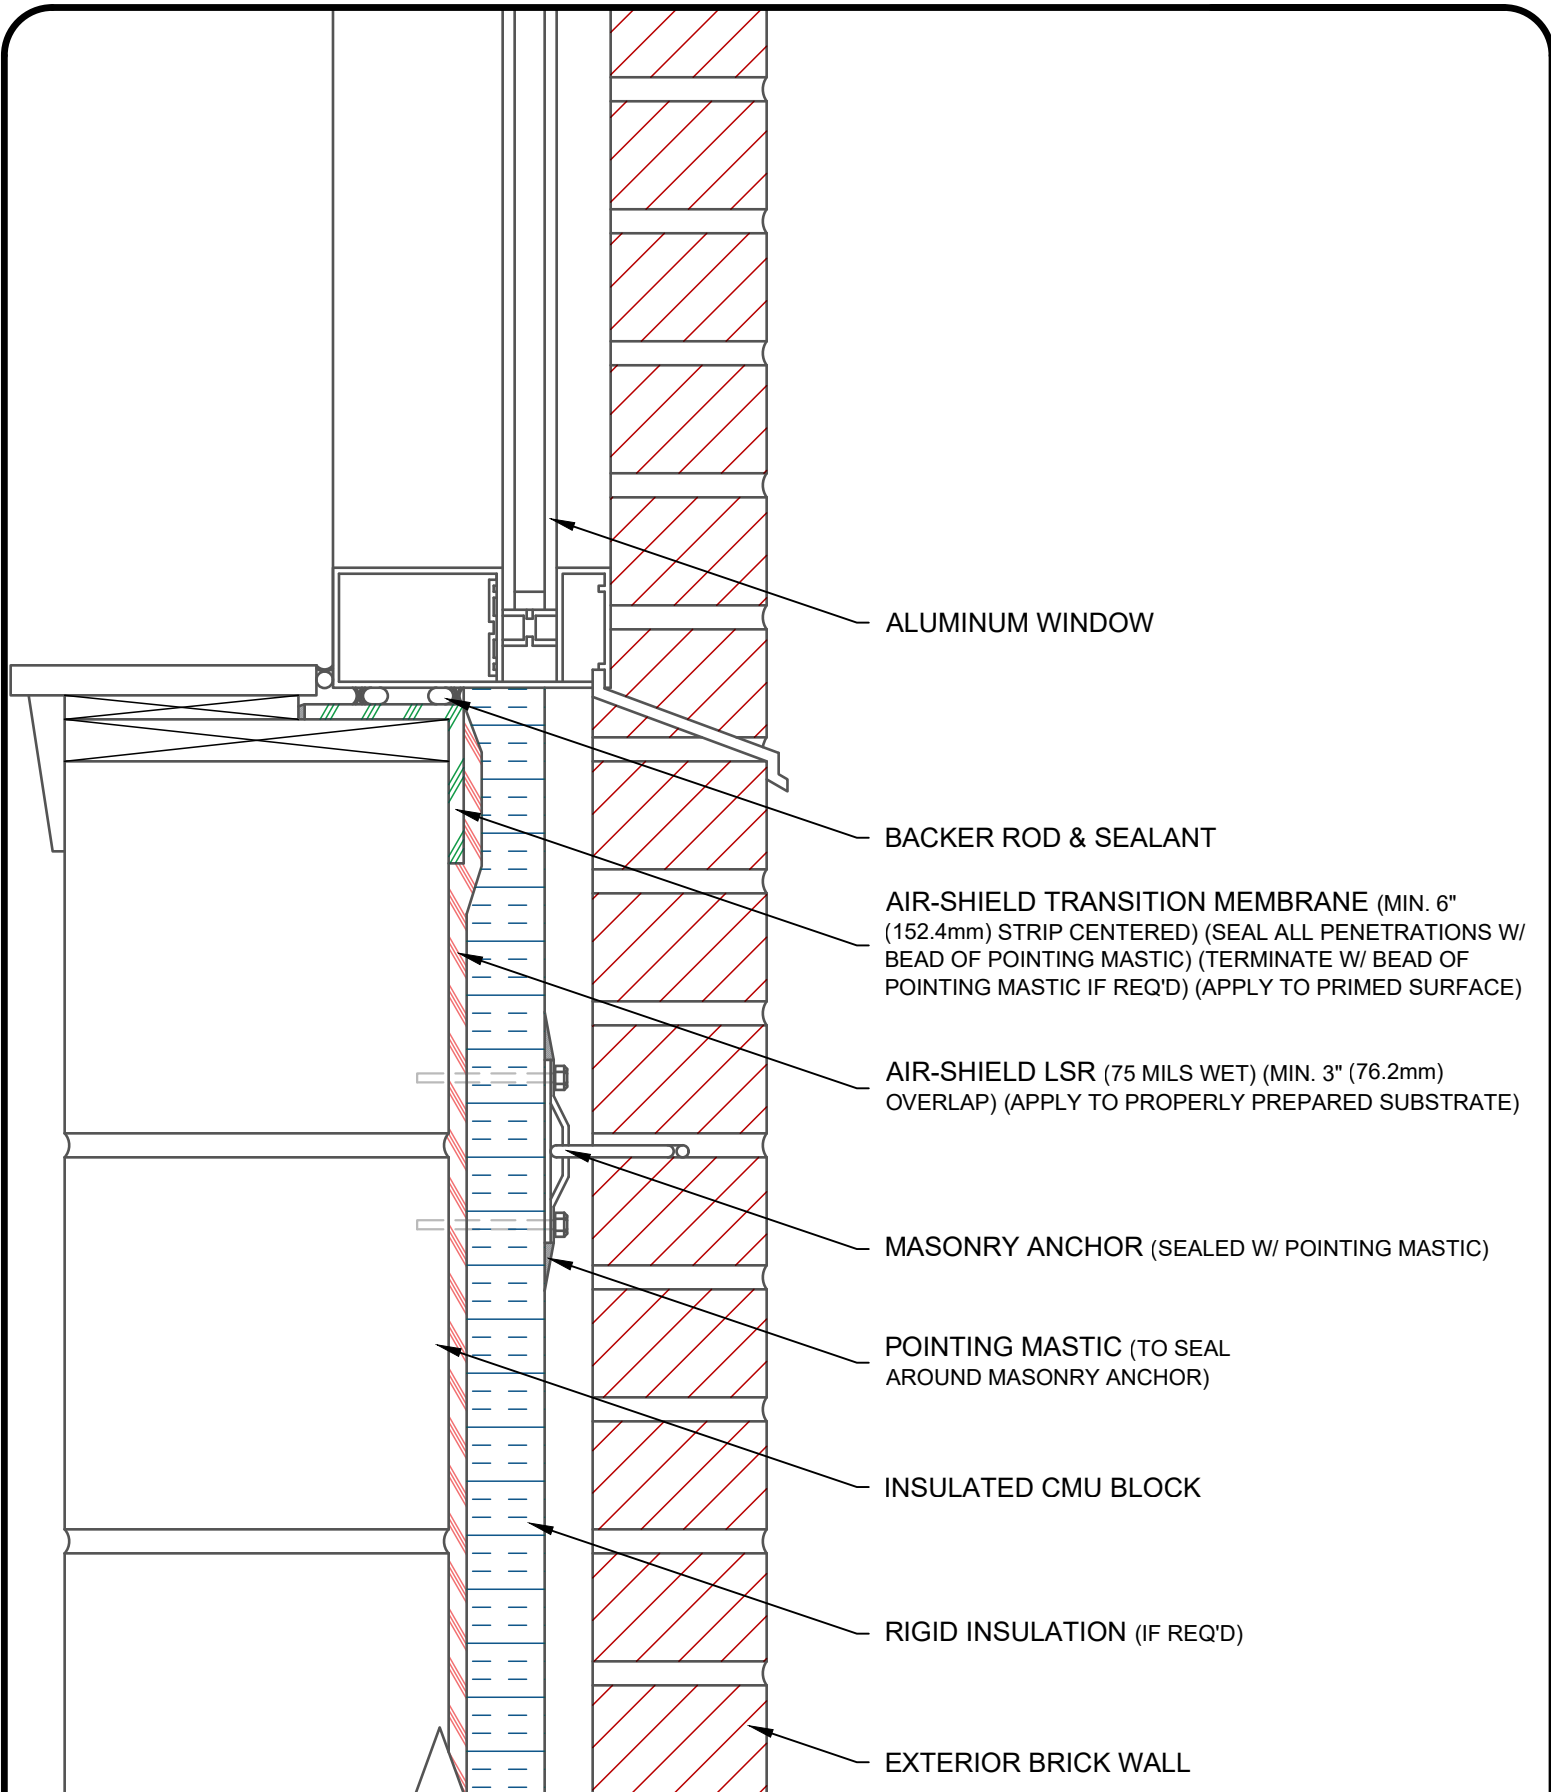 ALUMINUM WINDOW
BACKER ROD & SEALANT
AIR-SHIELD TRANSITION MEMBRANE (MIN. 6"
(152.4mm) STRIP CENTERED) (SEAL ALL PENETRATIONS W/
BEAD OF POINTING MASTIC) (TERMINATE W/ BEAD OF
POINTING MASTIC IF REQ'D) (APPLY TO PRIMED SURFACE)
AIR-SHIELD LSR (75 MILS WET) (MIN. 3" (76.2mm)
OVERLAP) (APPLY TO PROPERLY PREPARED SUBSTRATE)
MASONRY ANCHOR (SEALED W/ POINTING MASTIC)
POINTING MASTIC (TO SEAL
AROUND MASONRY ANCHOR)
INSULATED CMU BLOCK
RIGID INSULATION (IF REQ'D)
EXTERIOR BRICK WALL